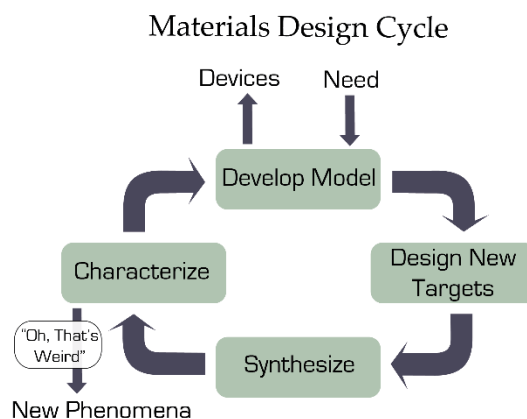 Materials Design Cycle
Devices
Need
Develop Model
Characterize
Design New
Targets
"Oh, That's
Weird"
Synthesize
New Phenomena